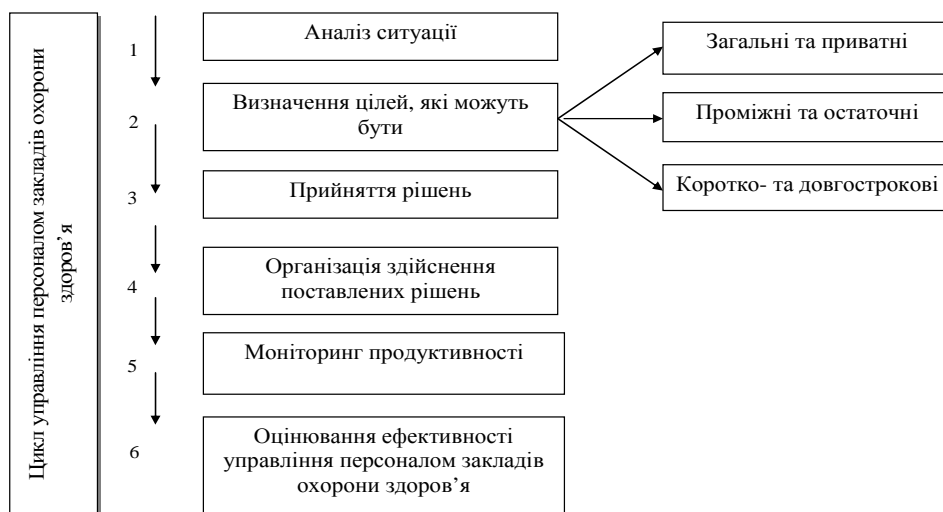 Цикл управління персоналом закладів охорони
здоров’я
1
Аналіз ситуації
2
Визначення цілей, які можуть
бути
Загальні та приватні
Проміжні та остаточні
Коротко- та довгострокові
3
Прийняття рішень
4
Організація здійснення
поставлених рішень
5
Моніторинг продуктивності
6
Оцінювання ефективності
управління персоналом закладів
охорони здоров’я